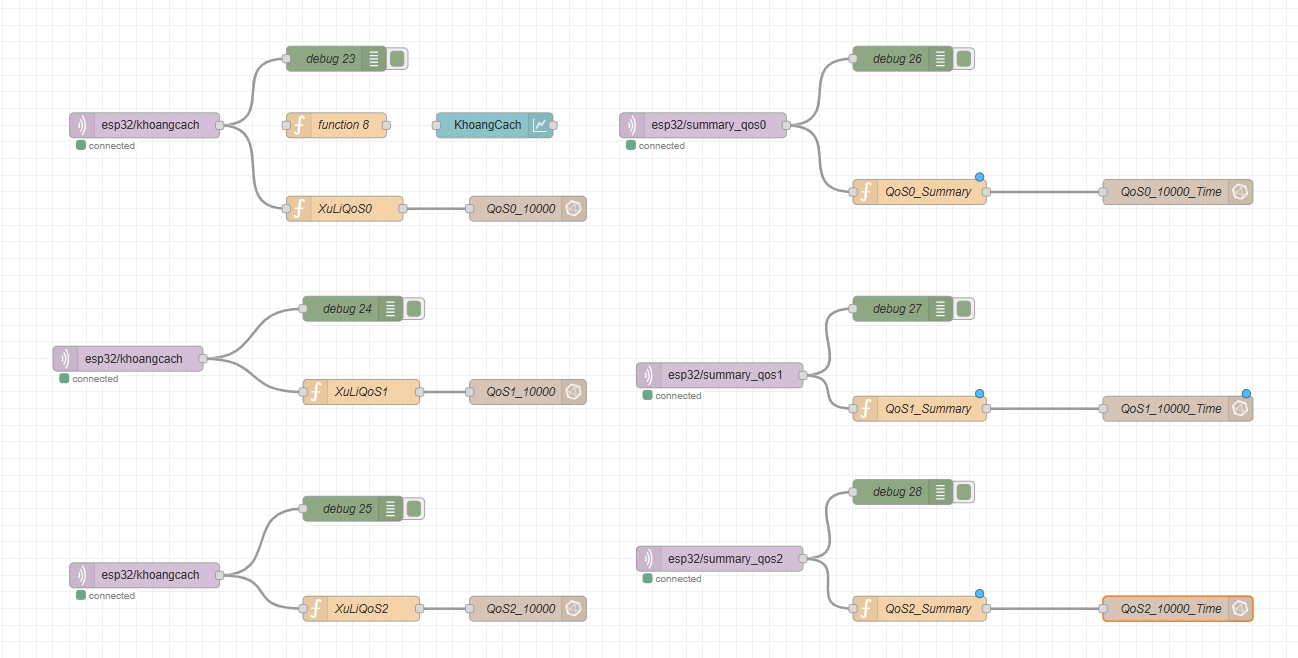 debug 23
esp32/khoangcach
connected
function 8
KhoangCach
XuLiQoS0
QoS0_10000
debug 26
esp32/summary_qos0
connected
QoS0_Summary
QoS0_10000_Time
debug 24
esp32/khoangcach
connected
XuLiQoS1
QoS1_10000
debug 27
esp32/summary_qos1
connected
QoS1_Summary
QoS1_10000_Time
debug 25
esp32/khoangcach
connected
XuLiQoS2
QoS2_10000
debug 28
esp32/summary_qos2
connected
QoS2_Summary
QoS2_10000_Time